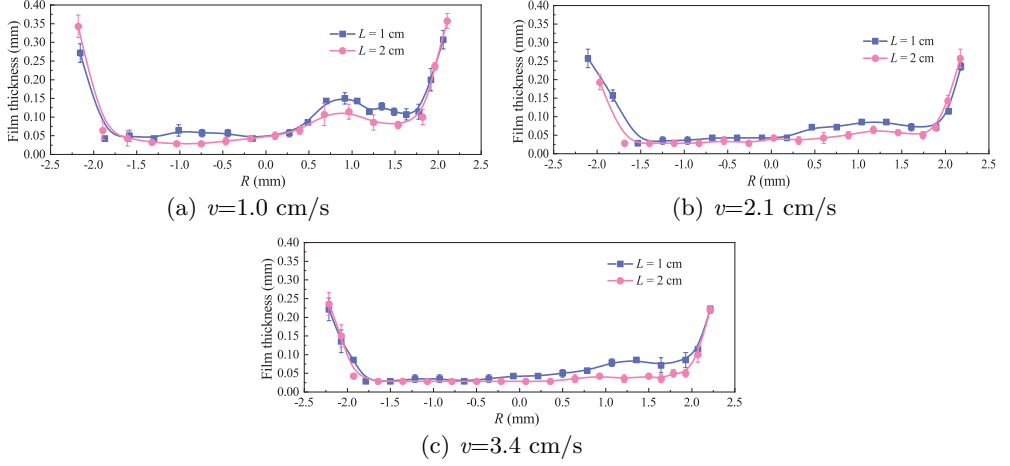 0.40
0.35
0.30
0.25
0.20
0.15
0.10
0.05
0.00
Film thickness (mm)
L = 1 cm
L = 2 cm
-2.5 -2.0 -1.5 -1.0 -0.5 0.0 0.5 1.0 1.5 2.0 2.5
R (mm)
(a) v=1.0 cm/s
0.40
0.35
0.30
0.25
0.20
0.15
0.10
0.05
0.00
Film thickness (mm)
L = 1 cm
L = 2 cm
-2.5 -2.0 -1.5 -1.0 -0.5 0.0 0.5 1.0 1.5 2.0 2.5
R (mm)
(b) v=2.1 cm/s
0.40
0.35
0.30
0.25
0.20
0.15
0.10
0.05
0.00
Film thickness (mm)
L = 1 cm
L = 2 cm
-2.5 -2.0 -1.5 -1.0 -0.5 0.0 0.5 1.0 1.5 2.0 2.5
R (mm)
(c) v=3.4 cm/s